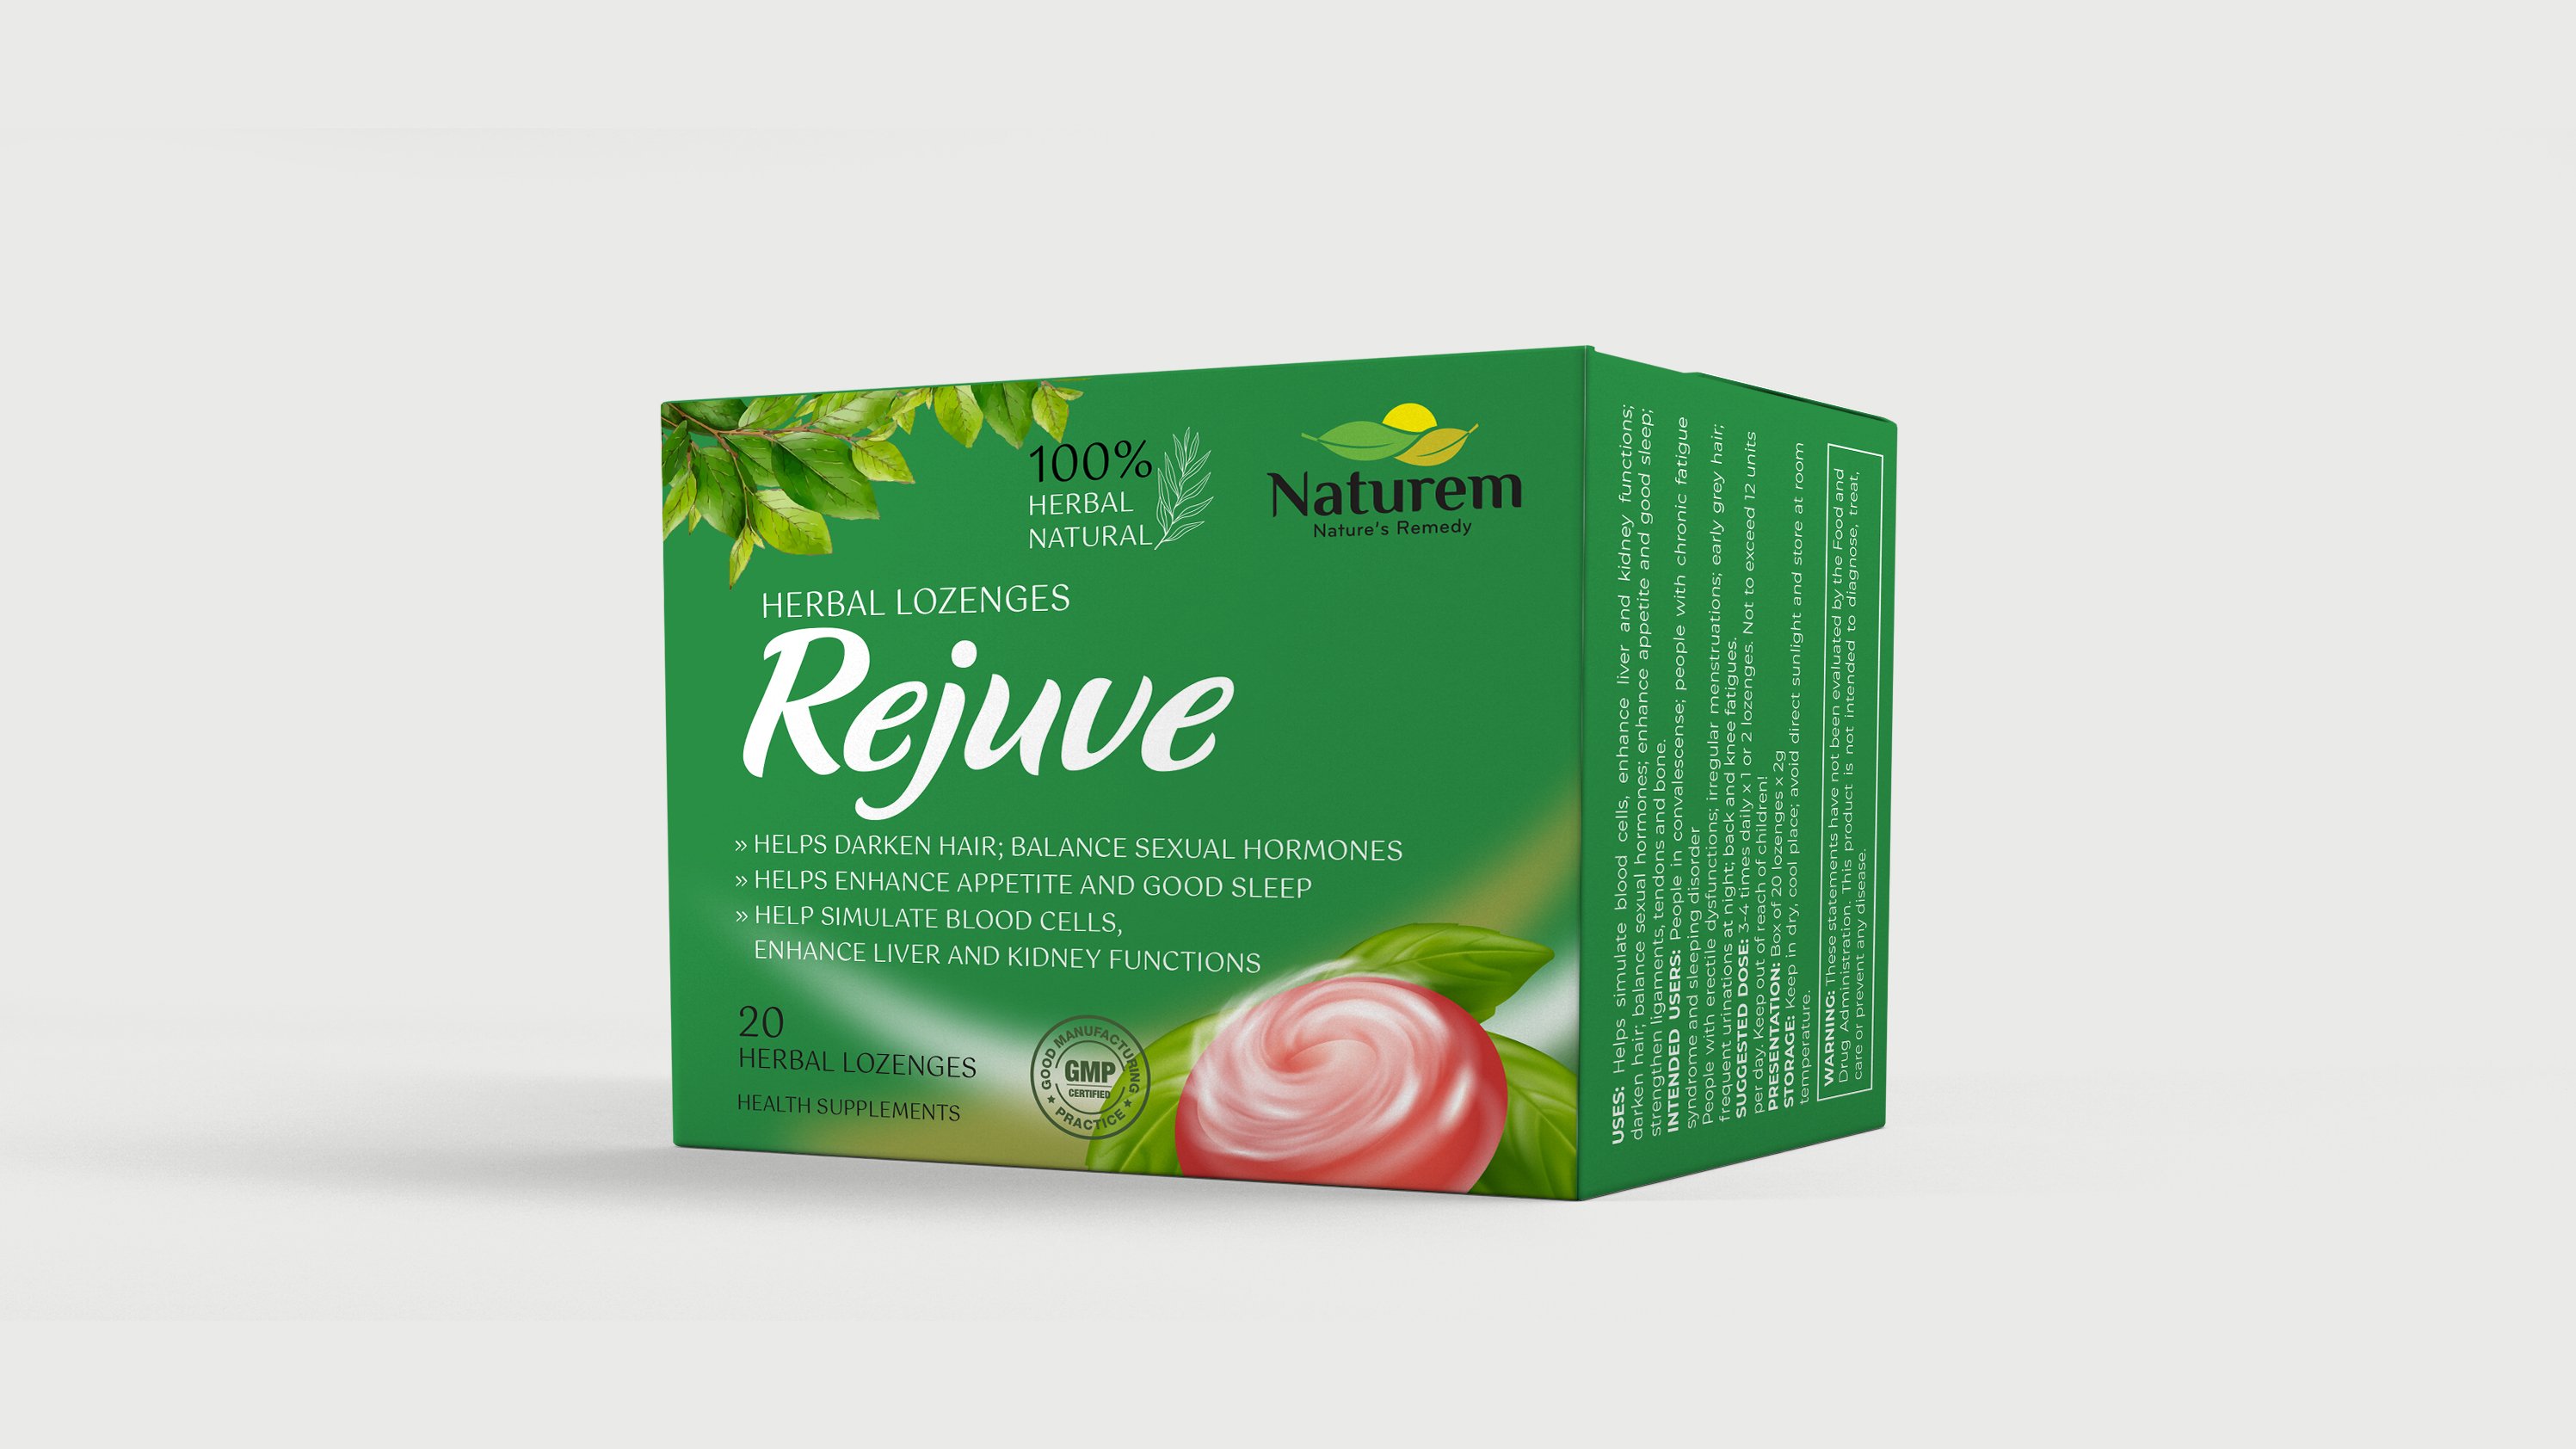 100%
HERBAL
NATURAL
Naturem
Nature's Remedy
HERBAL LOZENGES
Rejuve
» HELPS DARKEN HAIR; BALANCE SEXUAL HORMONES
» HELPS ENHANCE APPETITE AND GOOD SLEEP
» HELP SIMULATE BLOOD CELLS,
ENHANCE LIVER AND KIDNEY FUNCTIONS
20
HERBAL LOZENGES
HEALTH SUPPLEMENTS
GOOD MANUFACTURING
GMP
CERTIFIED
PRACTICE
USES: Helps simulate blood cells, enhance liver and kidney functions;
darken hair; balance sexual hormones; enhance appetite and good sleep;
strengthen ligaments, tendons and bone.
INTENDED USERS: People in convalescense; people with chronic fatigue
syndrome and sleeping disorder
People with erectile dysfunctions; irregular menstruations; early grey hair;
frequent urinations at night; back and knee fatigues.
SUGGESTED DOSE: 3-4 times daily x 1 or 2 lozenges. Not to exceed 12 units
per day. Keep out of reach of children!
PRESENTATION: Box of 20 lozenges x 2g
STORAGE: Keep in dry, cool place; avoid direct sunlight and store at room
temperature.
WARNING: These statements have not been evaluated by the Food and
Drug Administration. This product is not intended to diagnose, treat,
care or prevent any disease.